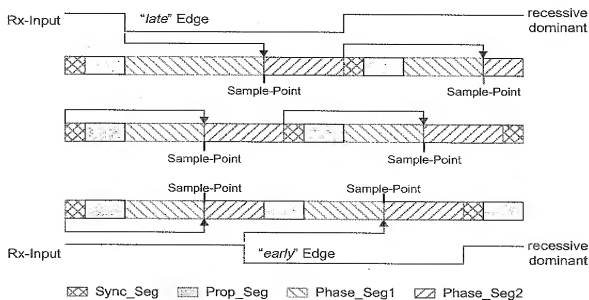 Rx-Input "late" Edge recessive
dominant
Sample-Point Sample-Point
Sample-Point Sample-Point
Sample-Point Sample-Point
Rx-Input "early" Edge recessive
dominant
Sync_Seg Prop_Seg Phase_Seg1 Phase_Seg2